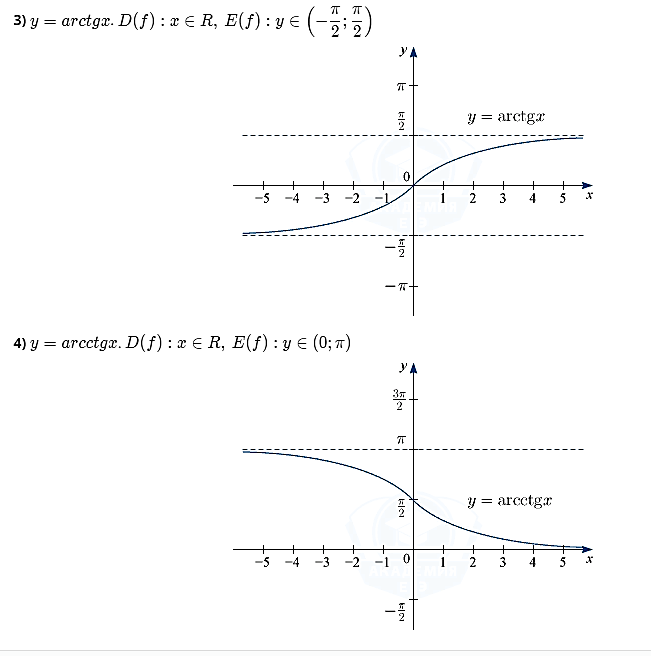 3) y = arctgx. D(f) : x ∈ R, E(f) : y ∈ (−π/2; π/2)
y
π
π/2
y = arctgx
0
−5 −4 −3 −2 −1 1 2 3 4 5 x
−π/2
−π
4) y = arcctgx. D(f) : x ∈ R, E(f) : y ∈ (0; π)
y
3π/2
π
π/2
y = arcctgx
−5 −4 −3 −2 −1 0 1 2 3 4 5 x
−π/2